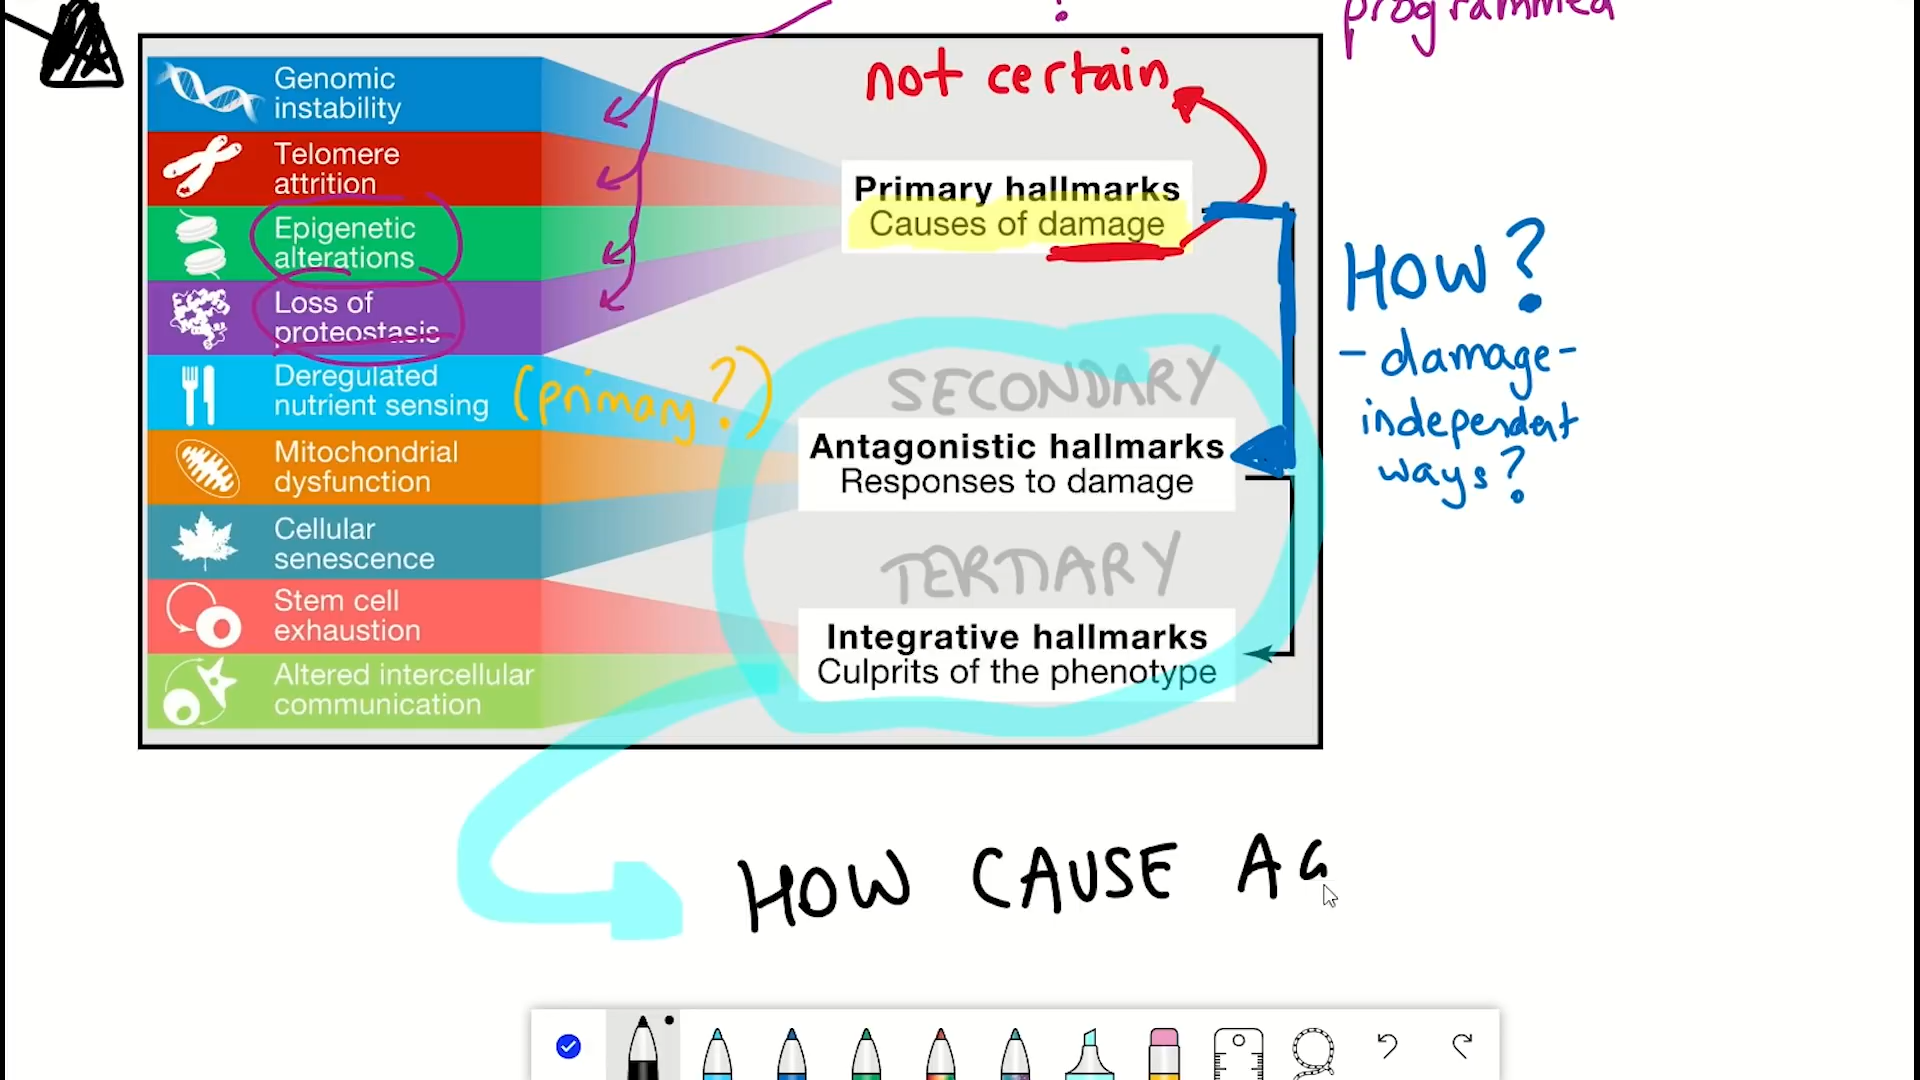 programmed
?
not certain
Genomic
instability
Telomere
attrition
Epigenetic
alterations
Loss of
proteostasis
Deregulated
nutrient sensing
(primary?)
Mitochondrial
dysfunction
Cellular
senescence
Stem cell
exhaustion
Altered intercellular
communication
Primary hallmarks
Causes of damage
SECONDARY
Antagonistic hallmarks
Responses to damage
TERTIARY
Integrative hallmarks
Culprits of the phenotype
HOW?
- damage-
independent
ways?
HOW CAUSE AG